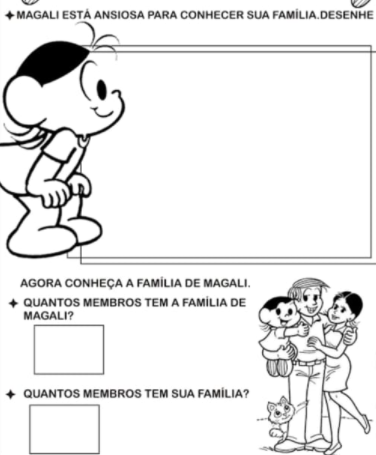 MAGALI ESTÁ ANSIOSA PARA CONHECER SUA FAMÍLIA.DESENHE
AGORA CONHEÇA A FAMÍLIA DE MAGALI.
QUANTOS MEMBROS TEM A FAMÍLIA DE
MAGALI?
QUANTOS MEMBROS TEM SUA FAMÍLIA?